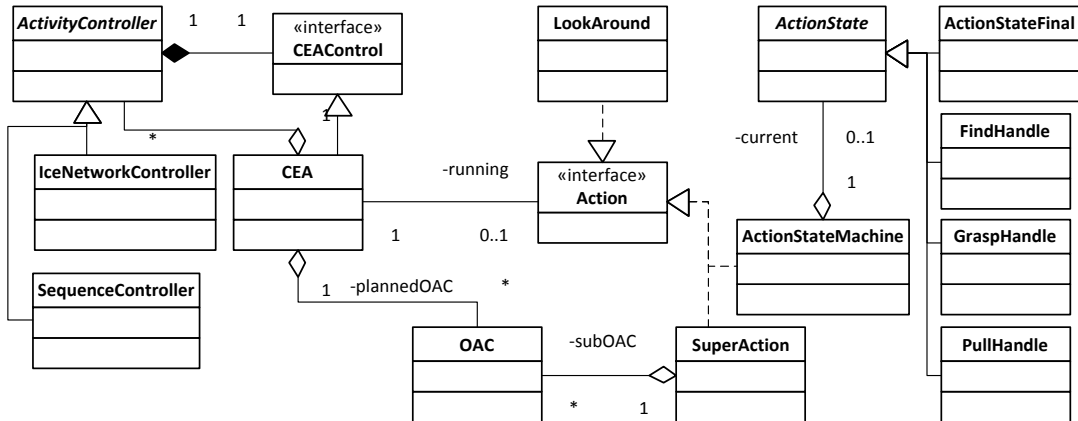 ActivityController
1
1
«interface»
CEAControl
LookAround
ActionState
ActionStateFinal
1
*
-current
0..1
FindHandle
IceNetworkController
CEA
-running
«interface»
Action
1
1
0..1
ActionStateMachine
GraspHandle
SequenceController
1
-plannedOAC
*
OAC
-subOAC
SuperAction
PullHandle
*
1